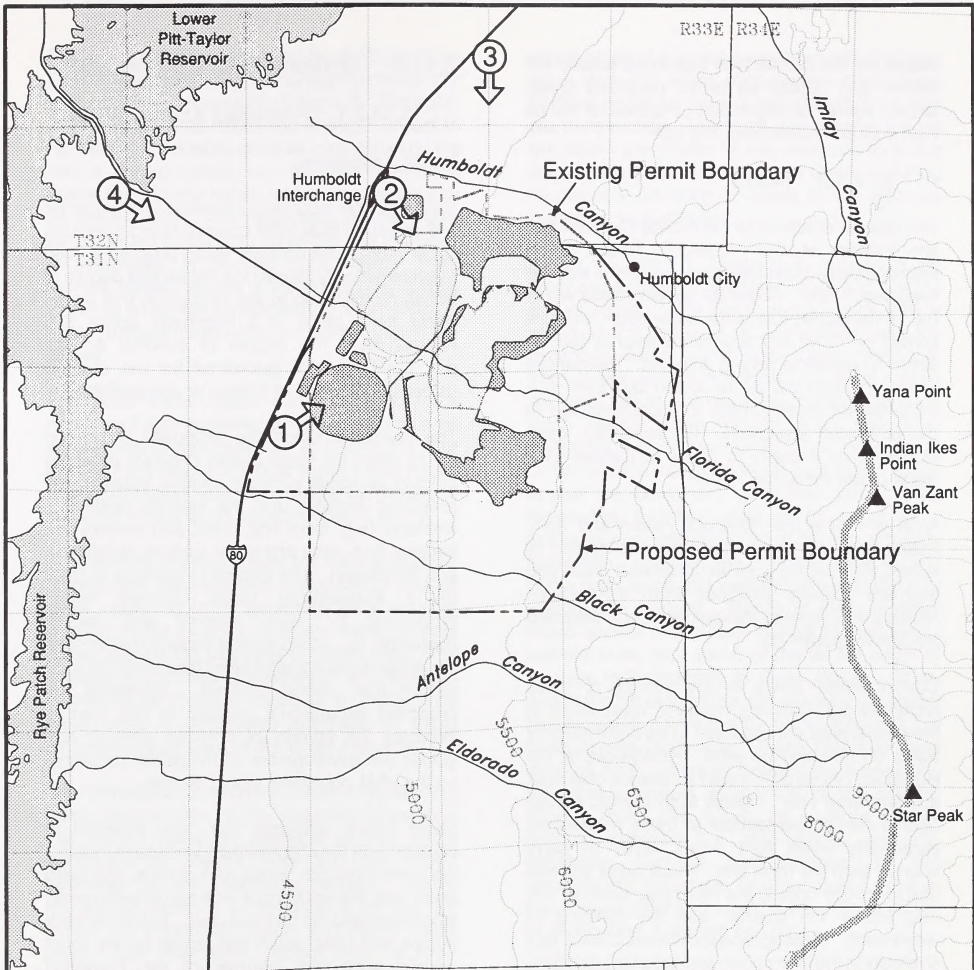 Lower
Pitt-Taylor
Reservoir
R33E R34E
3
Imlay
Canyon
Humboldt
Canyon
Existing Permit Boundary
Humboldt
Interchange
2
4
T32N
T31N
Humboldt City
Yana Point
Indian Ikes
Point
Van Zant
Peak
1
Florida Canyon
80
Proposed Permit Boundary
Black Canyon
Rye Patch Reservoir
Antelope Canyon
Eldorado
Canyon
5500
5000
6500
9000
Star Peak
8000
4500
6000